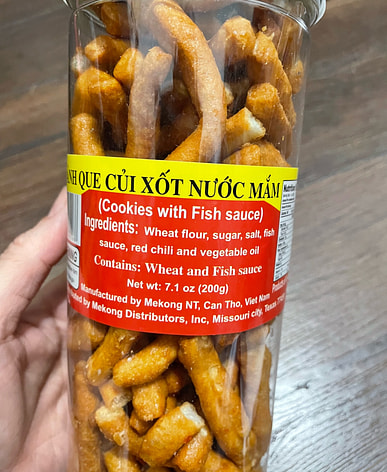 NH QUE CỦI XỐT NƯỚC MẮM
(Cookies with Fish sauce)
Ingredients: Wheat flour, sugar, salt, fish
sauce, red chili and vegetable oil
Contains: Wheat and Fish sauce
Net wt: 7.1 oz (200g)
Manufactured by Mekong NT, Can Tho, Viet Nam
by Mekong Distributors, Inc, Missouri city, Texas,